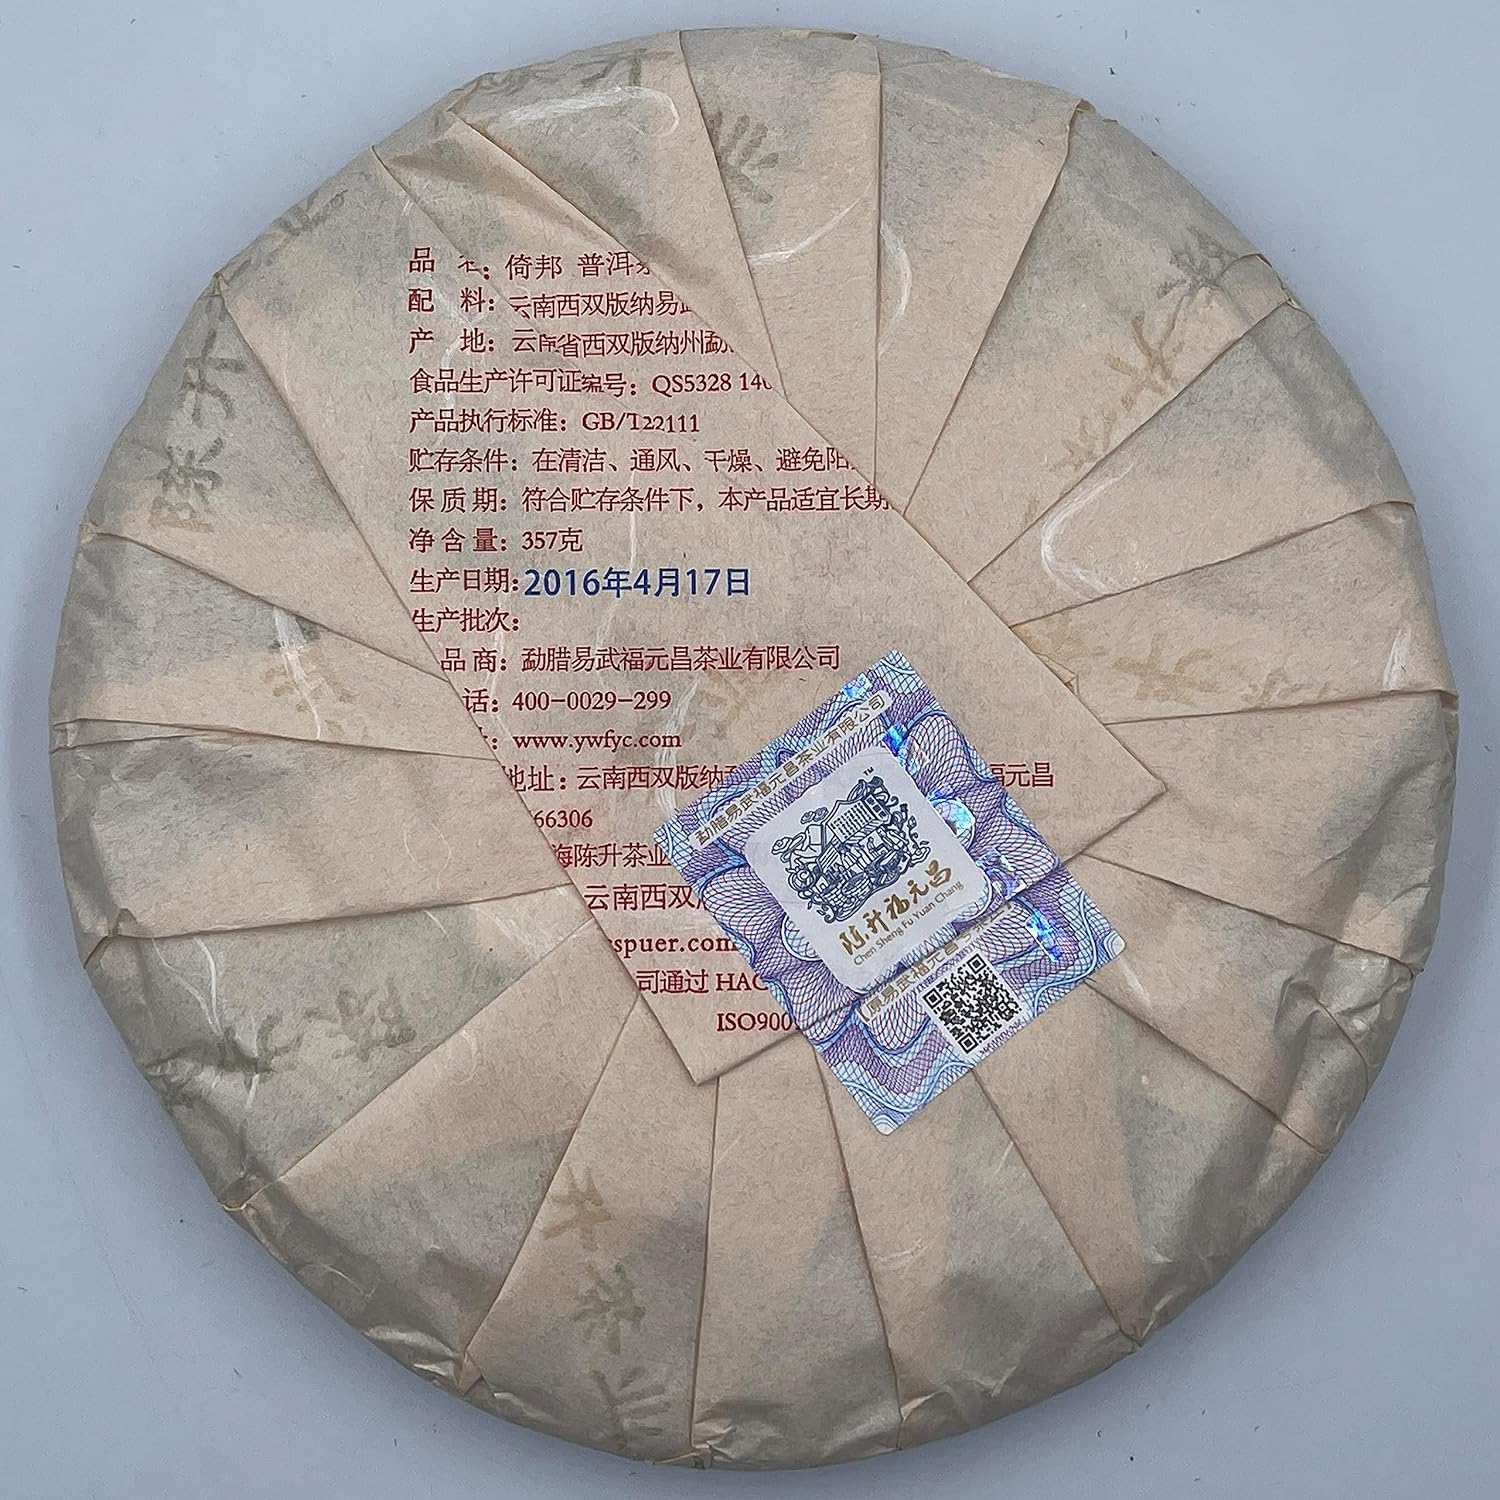 品 名：倚邦 普洱茶
配 料：云南西双版纳易武
产 地：云南省西双版纳州勐
食品生产许可证编号：QS5328 140
产品执行标准：GB/T22111
贮存条件：在清洁、通风、干燥、避免阳
保 质 期：符合贮存条件下，本产品适宜长期
净 含 量：357克
生产日期：2016年4月17日
生产批次：
品 商：勐腊易武福元昌茶业有限公司
话：400-0029-299
www.ywfyc.com
地址：云南西双版纳 福元昌
66306
海陈升茶业
云南西双版
spuer.com
司通过 HAC
ISO900
勐腊易武福元昌茶业有限公司
TM
陈升福元昌
Chen Sheng Fu Yuan Chang
陈升